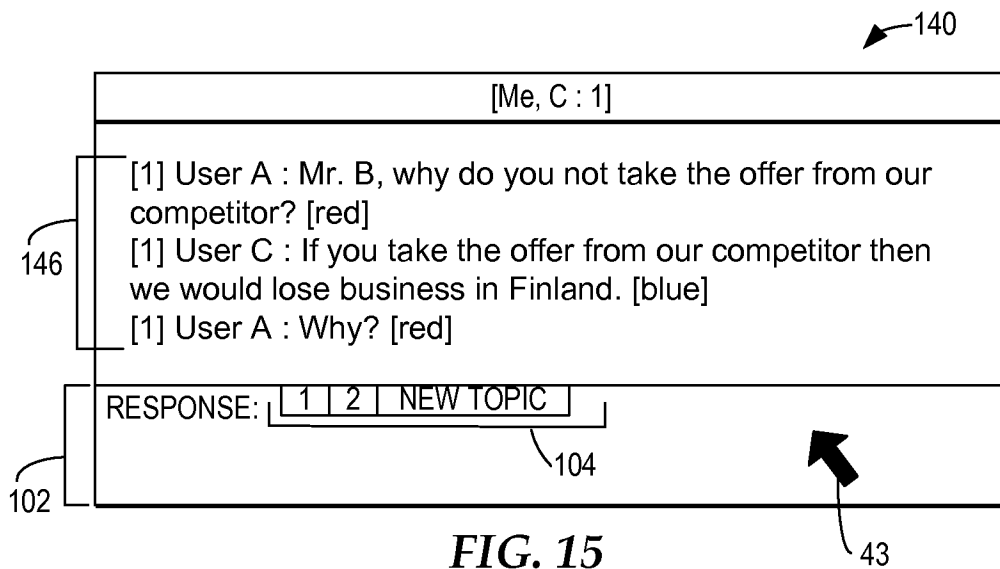 140
[Me, C : 1]
[1] User A : Mr. B, why do you not take the offer from our
competitor? [red]
[1] User C : If you take the offer from our competitor then
we would lose business in Finland. [blue]
[1] User A : Why? [red]
146
RESPONSE: 1 2 NEW TOPIC
104
102
43
FIG. 15